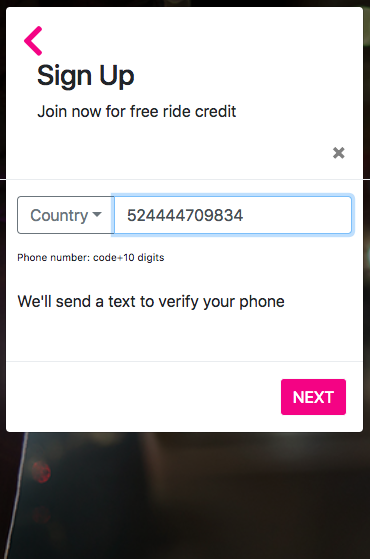 Sign Up
Join now for free ride credit
×
Country 524444709834
Phone number: code+10 digits
We'll send a text to verify your phone
NEXT